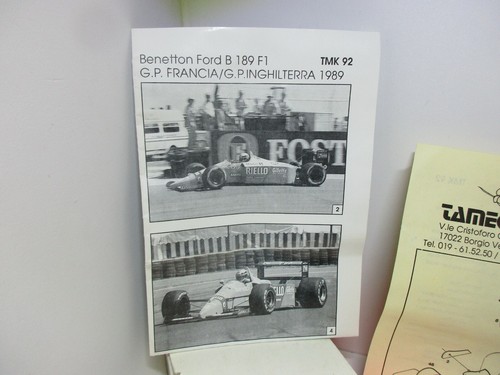 Benetton Ford B 189 F1 TMK 92
G.P. FRANCIA/G.P.INGHILTERRA 1989
FOST
RIELLO
2
4
TAMEO
V.le Cristoforo
17022 Borgio Ve
Tel. 019 - 61.52.50 /